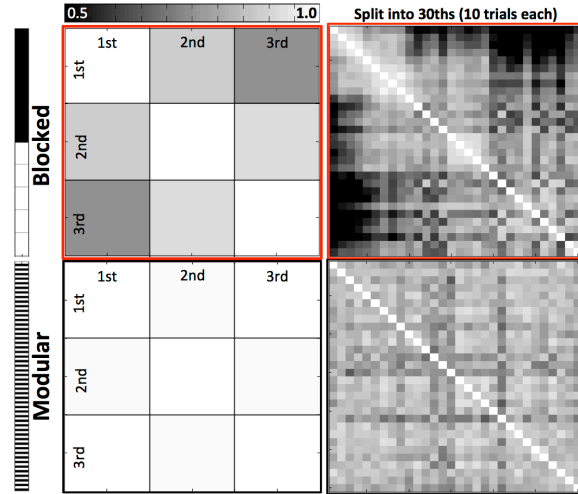 0.5 1.0
Split into 30ths (10 trials each)
Blocked
1st 2nd 3rd
1st
2nd
3rd
Modular
1st 2nd 3rd
1st
2nd
3rd